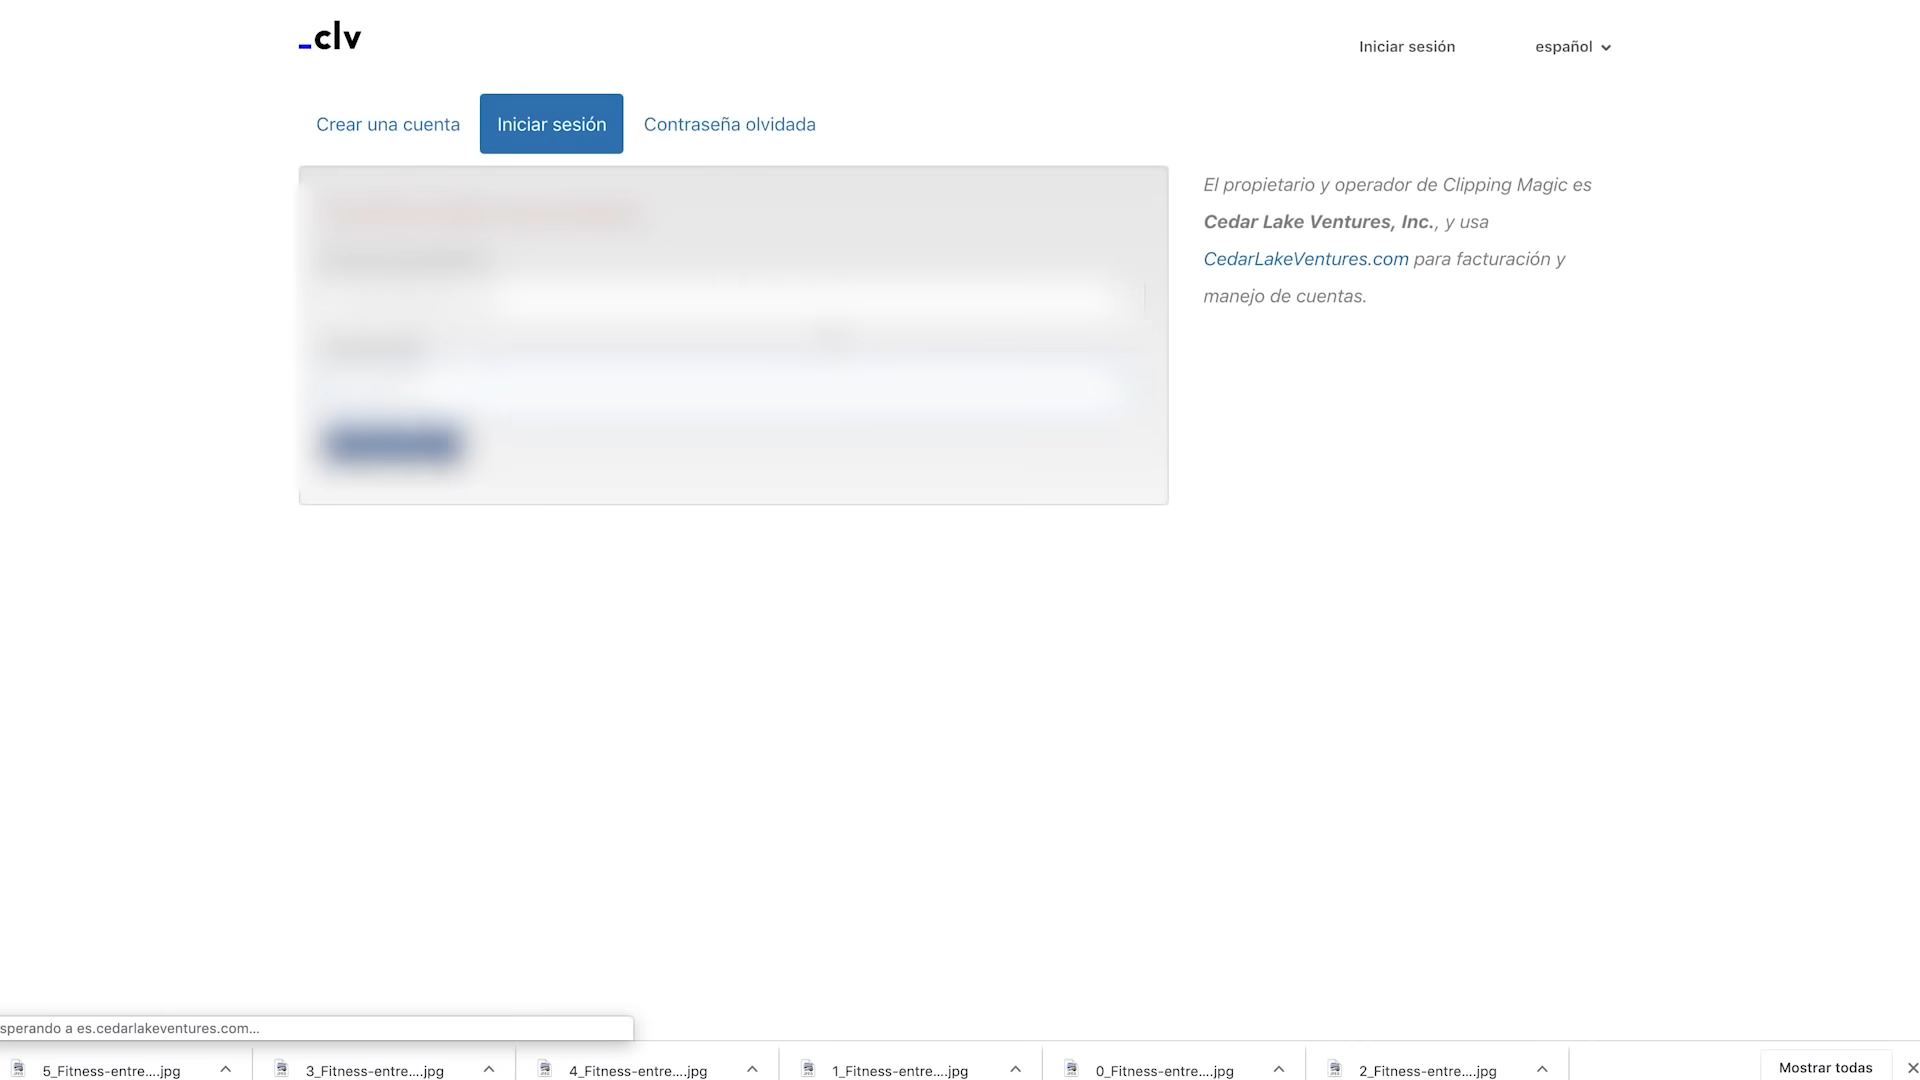 _clv
Iniciar sesión
español
Crear una cuenta
Iniciar sesión
Contraseña olvidada
El propietario y operador de Clipping Magic es
Cedar Lake Ventures, Inc., y usa
CedarLakeVentures.com para facturación y
manejo de cuentas.
sperando a es.cedarlakeventures.com...
5_Fitness-entre....jpg
3_Fitness-entre....jpg
4_Fitness-entre....jpg
1_Fitness-entre....jpg
0_Fitness-entre....jpg
2_Fitness-entre....jpg
Mostrar todas